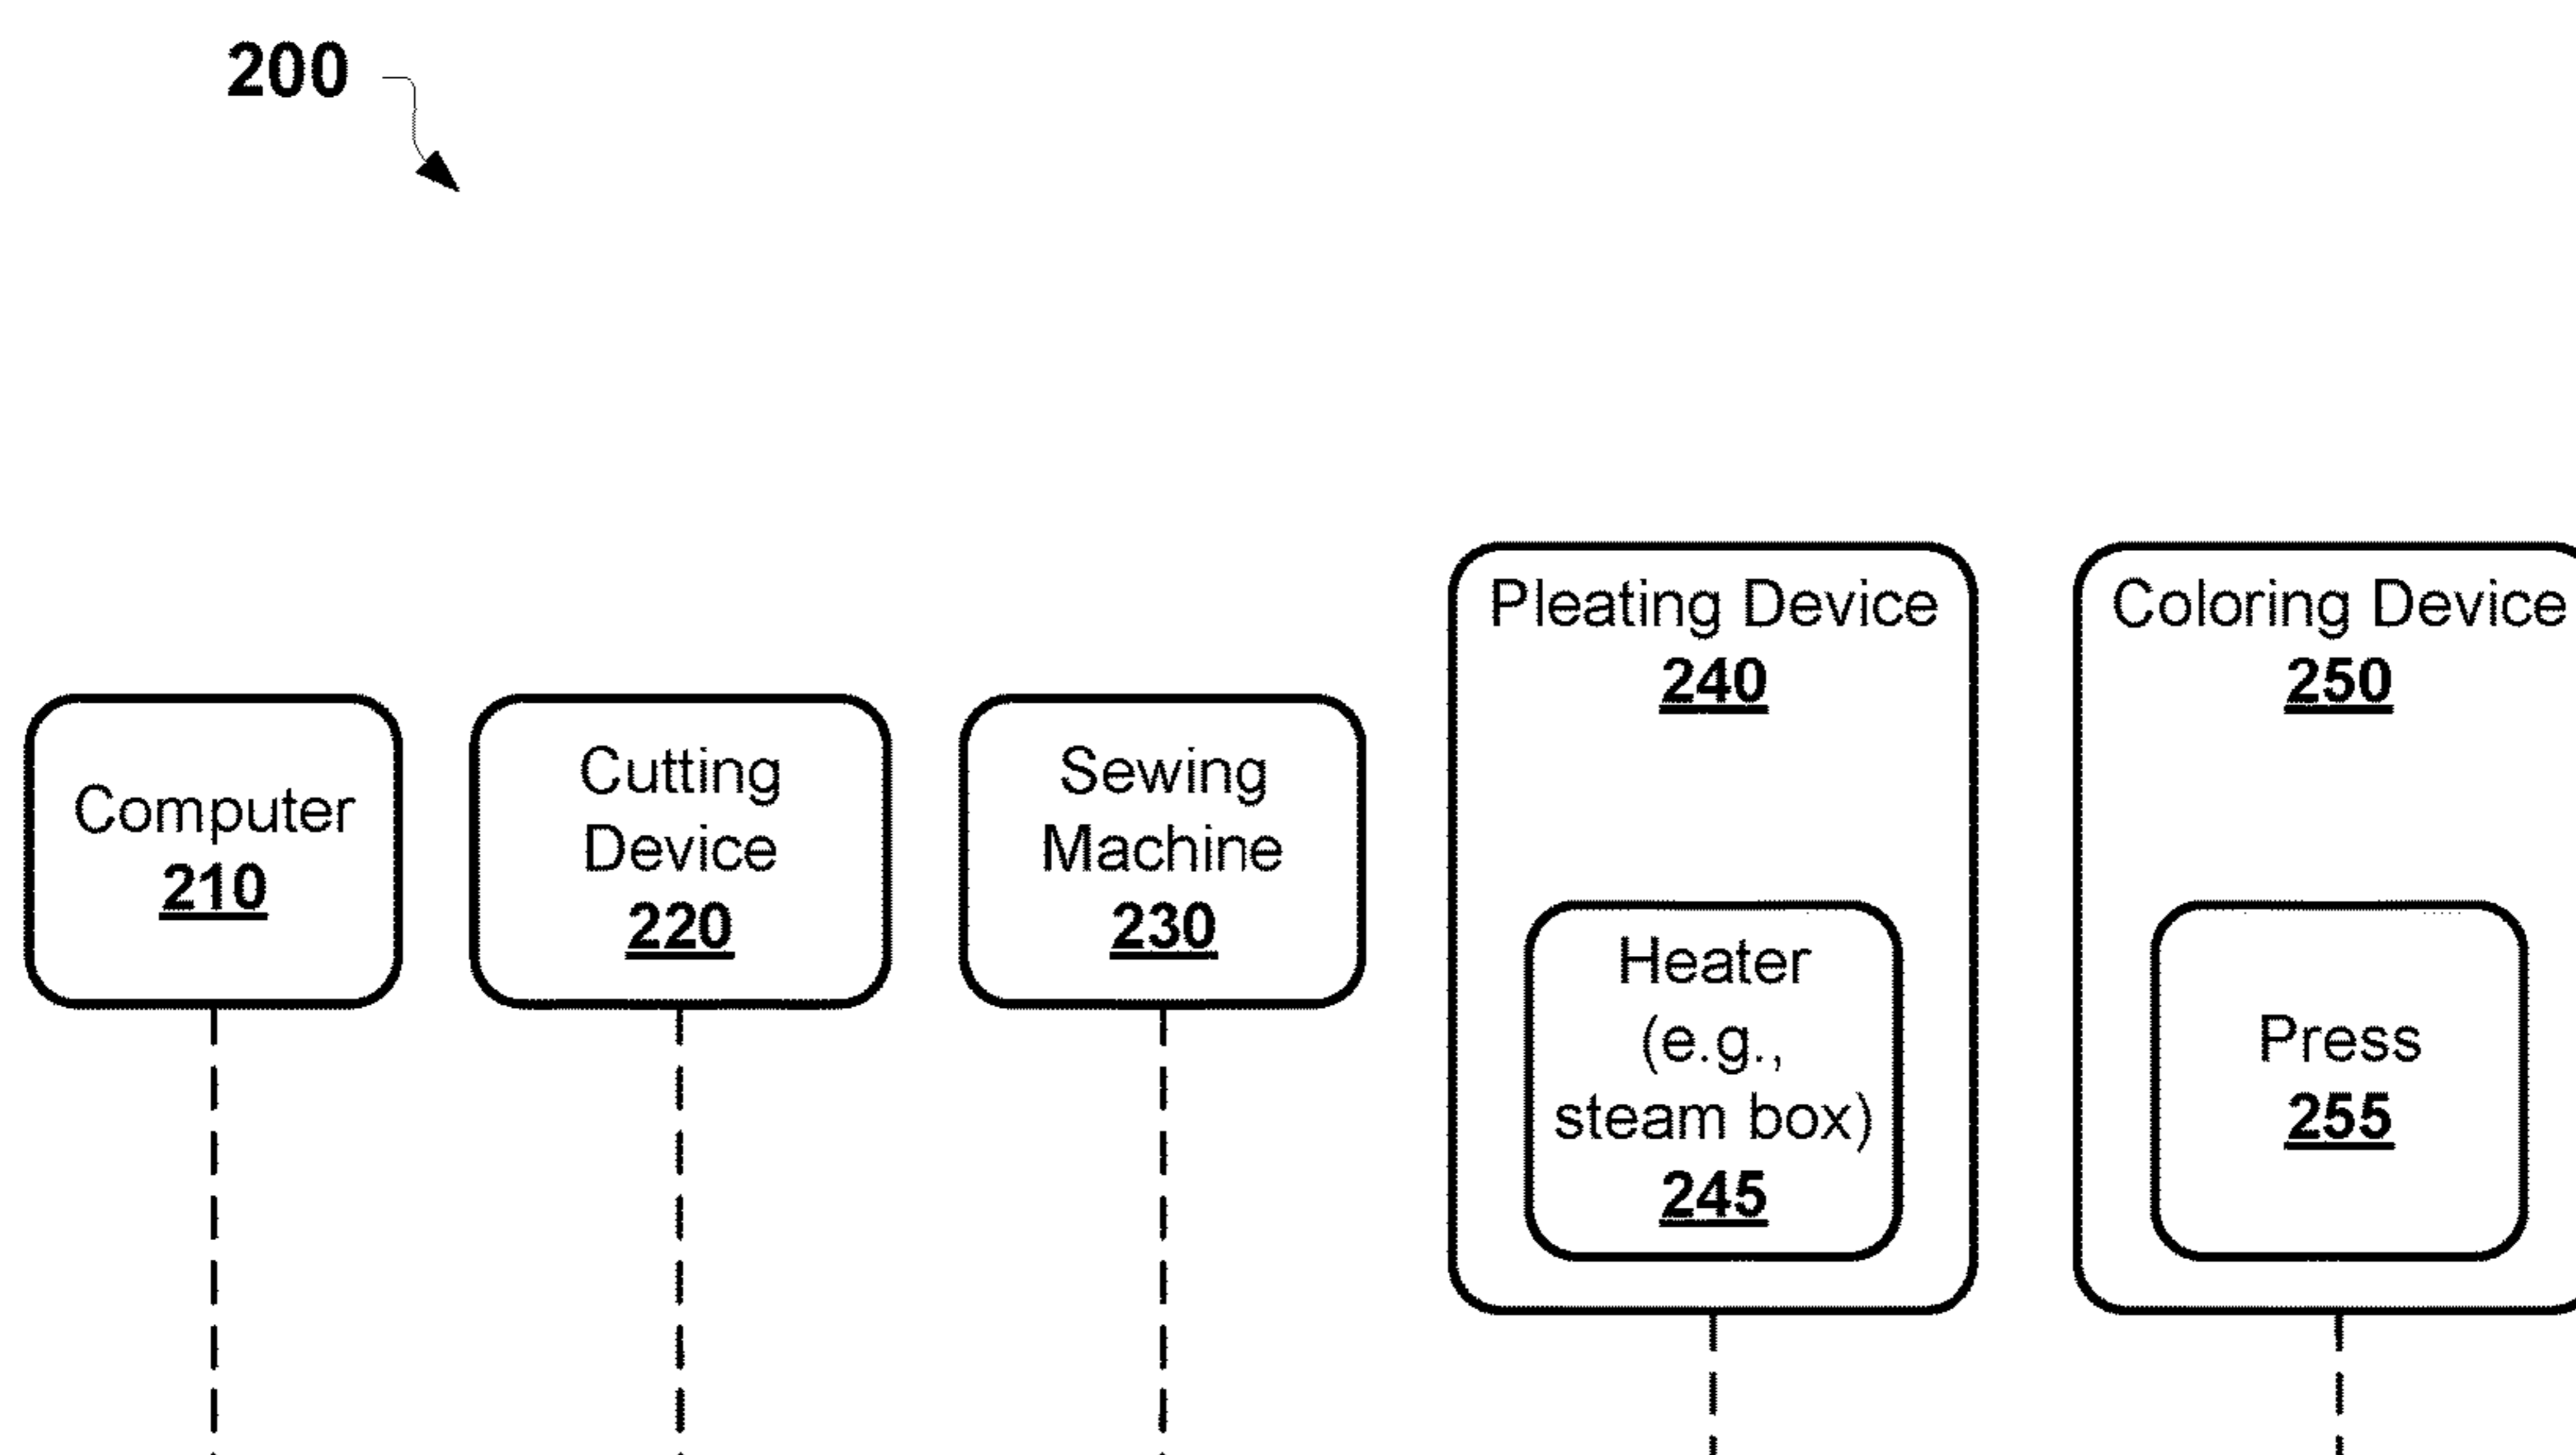 200
Computer
210
Cutting
Device
220
Sewing
Machine
230
Pleating Device
240
Heater
(e.g.,
steam box)
245
Coloring Device
250
Press
255